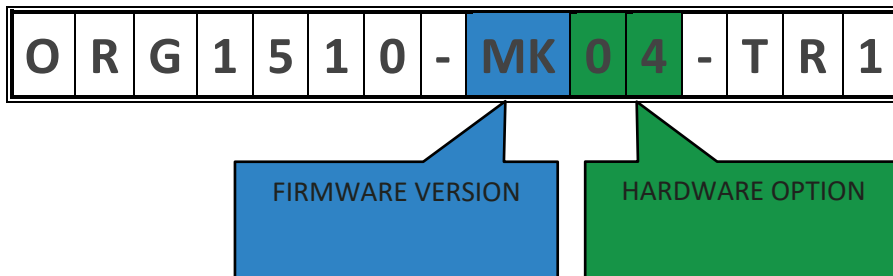 ORG1510-MK04-TR1
FIRMWARE VERSION
HARDWARE OPTION